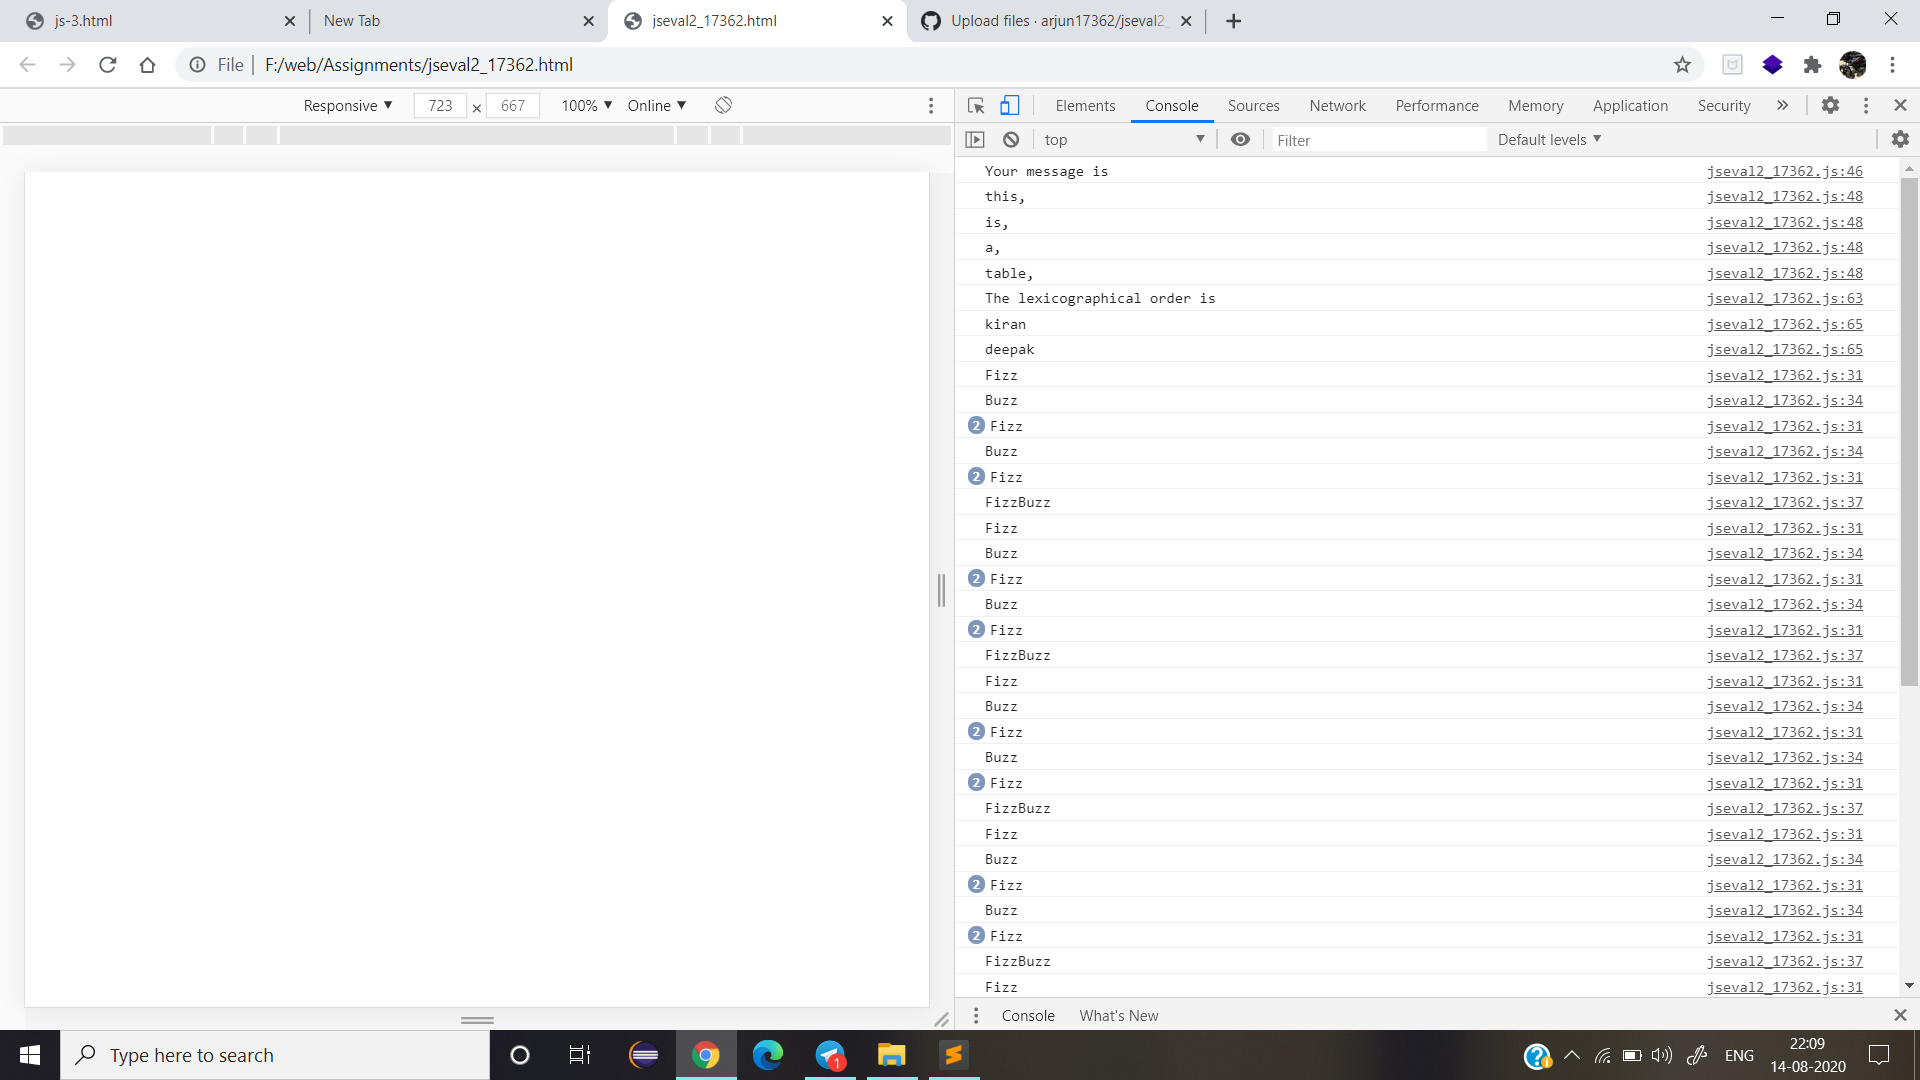 js-3.html
New Tab
jseval2_17362.html
Upload files · arjun17362/jseval2_
File
F:/web/Assignments/jseval2_17362.html
Responsive ▼ 723 × 667 100% ▼ Online ▼
Elements Console Sources Network Performance Memory Application Security »
top ▼ Filter Default levels ▼
Your message is jseval2_17362.js:46
this, jseval2_17362.js:48
is, jseval2_17362.js:48
a, jseval2_17362.js:48
table, jseval2_17362.js:48
The lexicographical order is jseval2_17362.js:63
kiran jseval2_17362.js:65
deepak jseval2_17362.js:65
Fizz jseval2_17362.js:31
Buzz jseval2_17362.js:34
2 Fizz jseval2_17362.js:31
Buzz jseval2_17362.js:34
2 Fizz jseval2_17362.js:31
FizzBuzz jseval2_17362.js:37
Fizz jseval2_17362.js:31
Buzz jseval2_17362.js:34
2 Fizz jseval2_17362.js:31
Buzz jseval2_17362.js:34
2 Fizz jseval2_17362.js:31
FizzBuzz jseval2_17362.js:37
Fizz jseval2_17362.js:31
Buzz jseval2_17362.js:34
2 Fizz jseval2_17362.js:31
Buzz jseval2_17362.js:34
2 Fizz jseval2_17362.js:31
FizzBuzz jseval2_17362.js:37
Fizz jseval2_17362.js:31
Buzz jseval2_17362.js:34
2 Fizz jseval2_17362.js:31
Buzz jseval2_17362.js:34
2 Fizz jseval2_17362.js:31
FizzBuzz jseval2_17362.js:37
Fizz jseval2_17362.js:31
Console What's New
Type here to search
1
ENG
22:09
14-08-2020